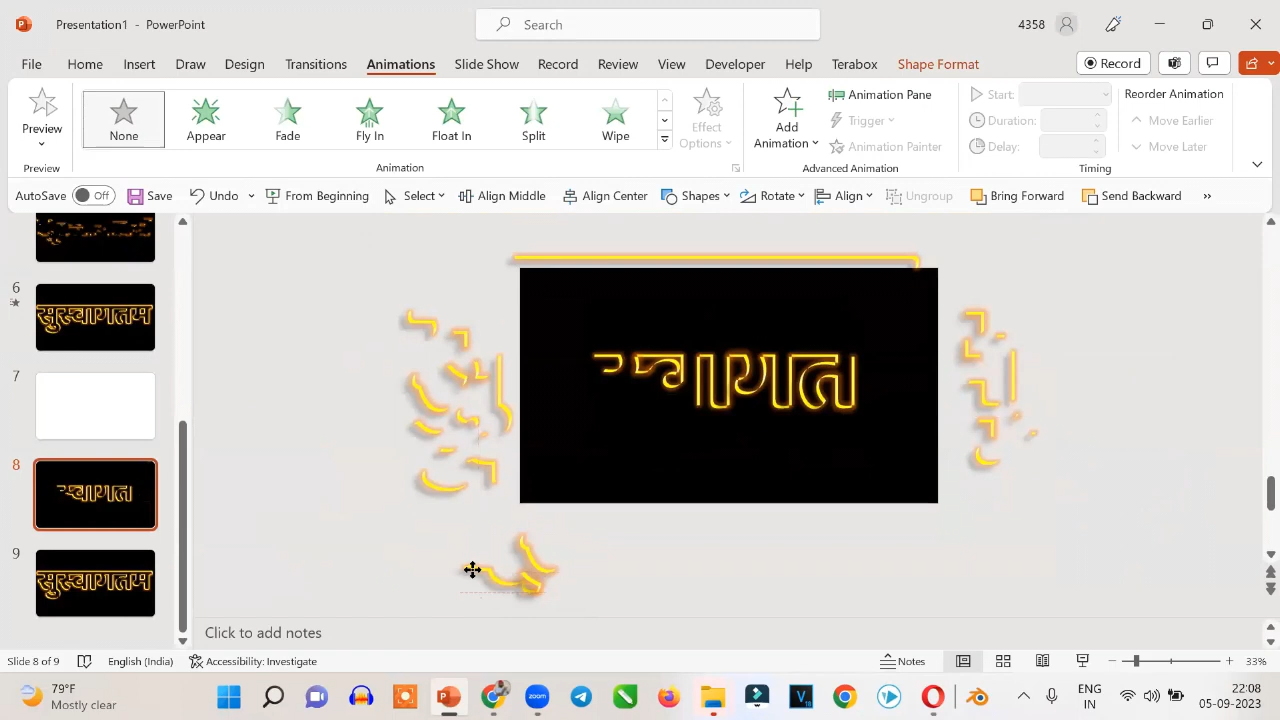 Presentation1 - PowerPoint
Search
4358
File Home Insert Draw Design Transitions Animations Slide Show Record Review View Developer Help Terabox Shape Format
Record
Preview
None Appear Fade Fly In Float In Split Wipe
Effect Options
Add Animation
Animation Pane
Trigger
Animation Painter
Start:
Duration:
Delay:
Reorder Animation
Move Earlier
Move Later
Preview Animation Advanced Animation Timing
AutoSave Off Save Undo From Beginning Select Align Middle Align Center Shapes Rotate Align Ungroup Bring Forward Send Backward
6
सुस्वागतम
7
8
9
सुस्वागतम
Click to add notes
Slide 8 of 9 English (India) Accessibility: Investigate Notes 33%
79°F
Mostly clear
zoom
ENG
IN
22:08
05-09-2023